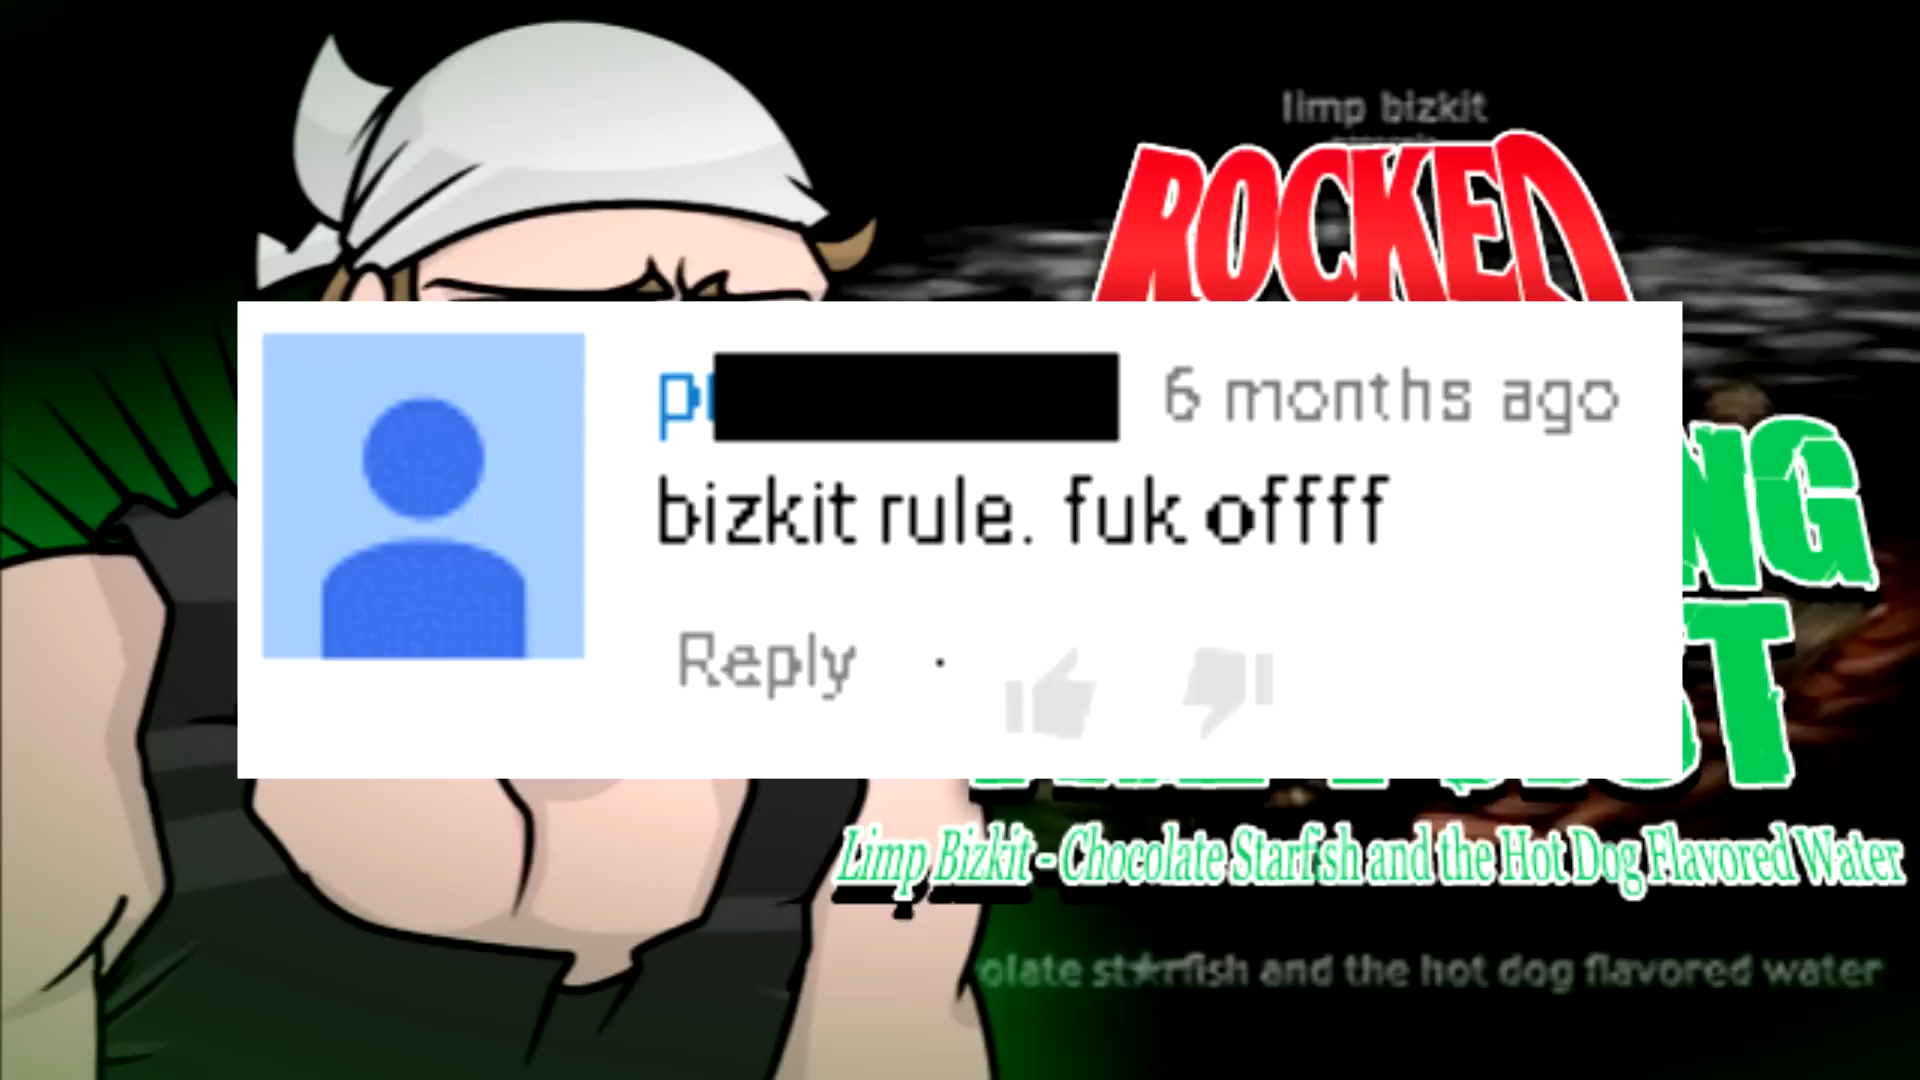 limp bizkit
ROCKED
6 months ago
bizkit rule. fuk offff
Reply ·
Limp Bizkit - Chocolate Starfish and the Hot Dog Flavored Water
olate st★rfish and the hot dog flavored water